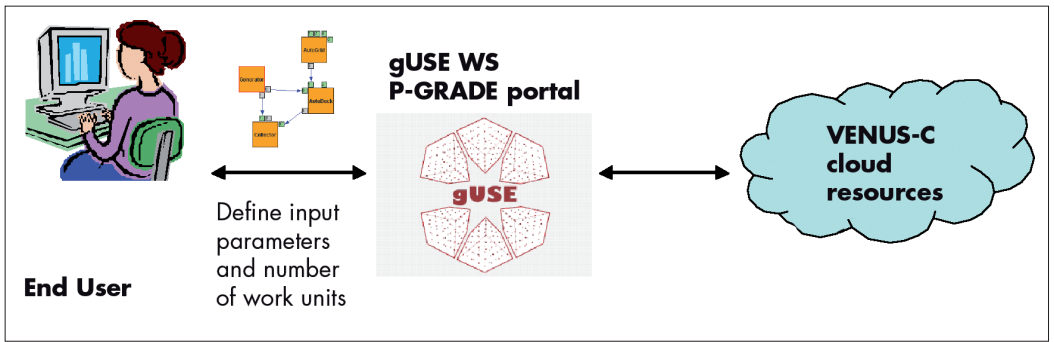 AutoGrid
Generator
AutoDock
Collector
gUSE WS
P-GRADE portal
gUSE
VENUS-C
cloud
resources
Define input
parameters
and number
of work units
End User